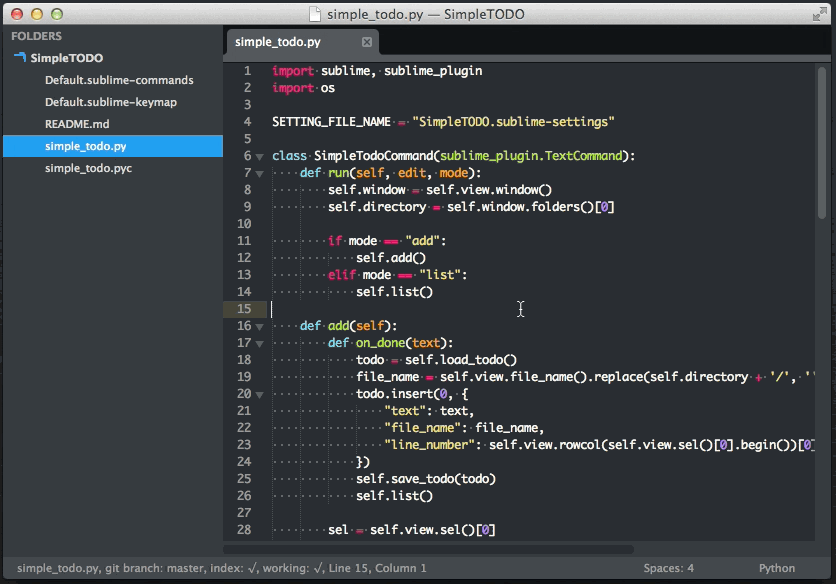 simple_todo.py — SimpleTODO
FOLDERS
SimpleTODO
Default.sublime-commands
Default.sublime-keymap
README.md
simple_todo.py
simple_todo.pyc
simple_todo.py
1 import sublime, sublime_plugin
2 import os
3
4 SETTING_FILE_NAME = "SimpleTODO.sublime-settings"
5
6 class SimpleTodoCommand(sublime_plugin.TextCommand):
7     def run(self, edit, mode):
8         self.window = self.view.window()
9         self.directory = self.window.folders()[0]
10
11         if mode == "add":
12             self.add()
13         elif mode == "list":
14             self.list()
15
16     def add(self):
17         def on_done(text):
18             todo = self.load_todo()
19             file_name = self.view.file_name().replace(self.directory + '/', '
20             todo.insert(0, {
21                 "text": text,
22                 "file_name": file_name,
23                 "line_number": self.view.rowcol(self.view.sel()[0].begin())[0
24             })
25             self.save_todo(todo)
26             self.list()
27
28         sel = self.view.sel()[0]
simple_todo.py, git branch: master, index: √, working: √, Line 15, Column 1
Spaces: 4
Python